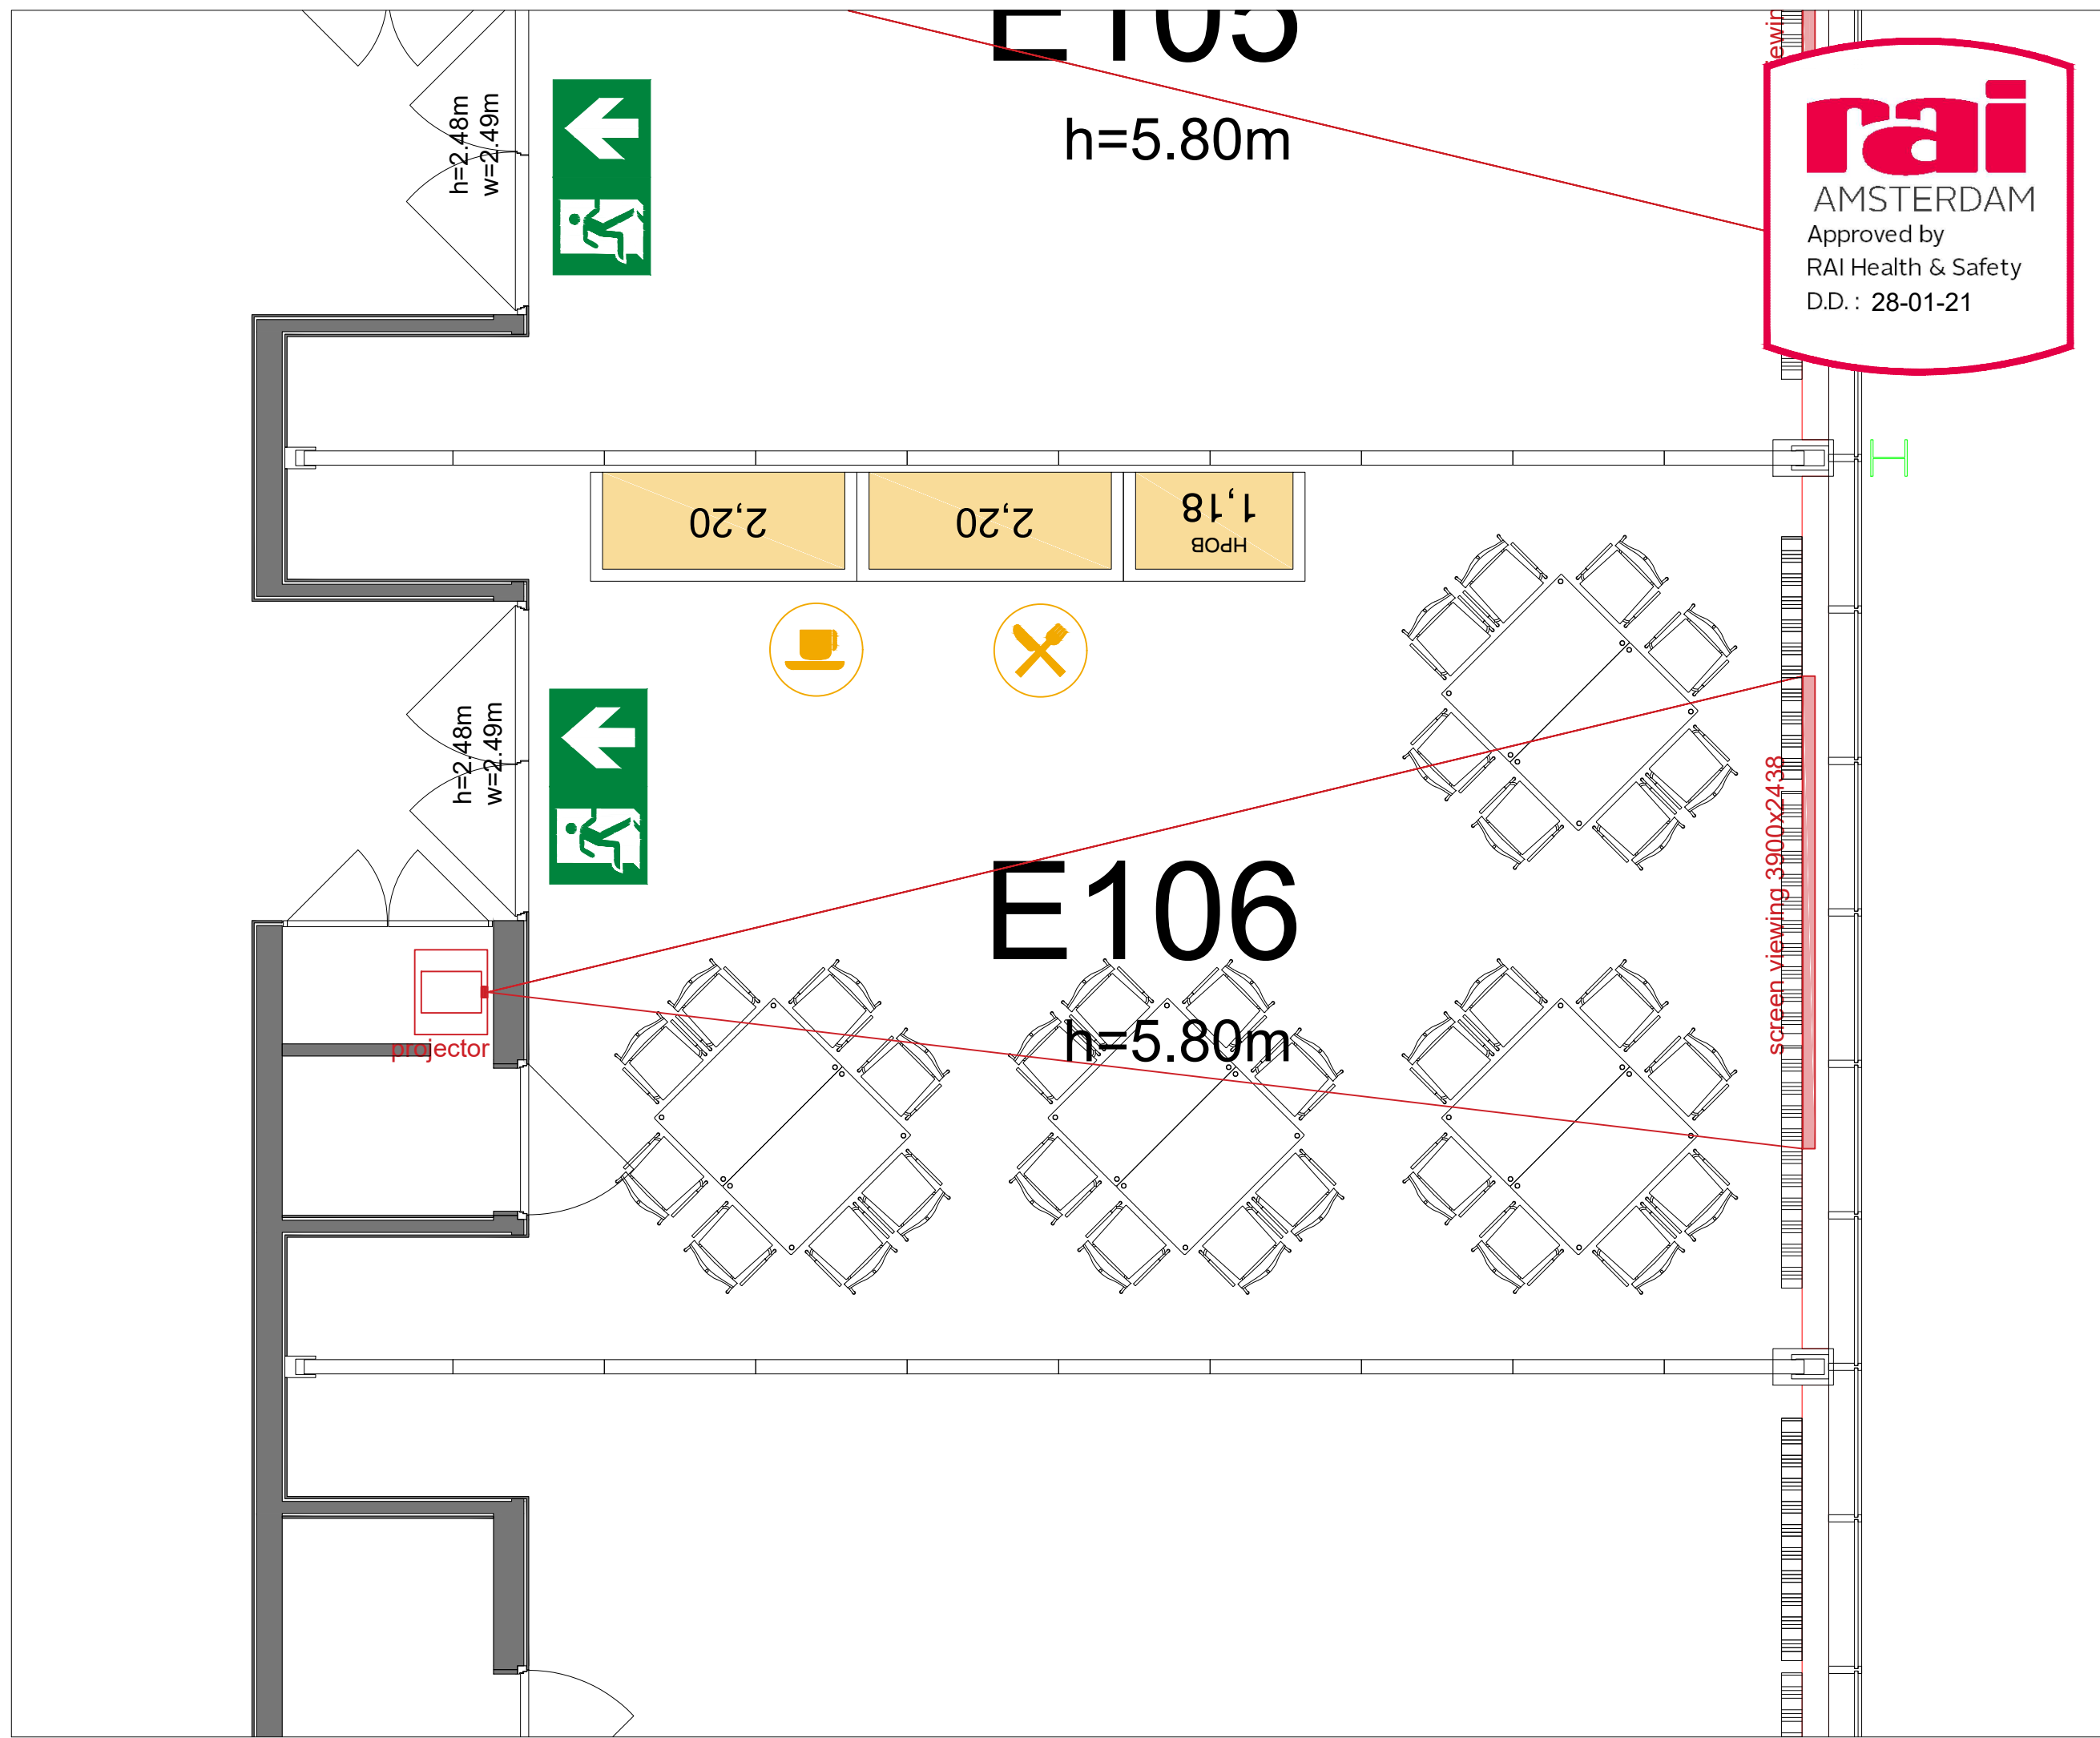 E105
h=5.80m
h=2.48m
w=2.49m
rai
AMSTERDAM
Approved by
RAI Health & Safety
D.D. : 28-01-21
2,20
2,20
1,18
HPOB
h=2.48m
w=2.49m
E106
h=5.80m
projector
screen viewing 3900x2438